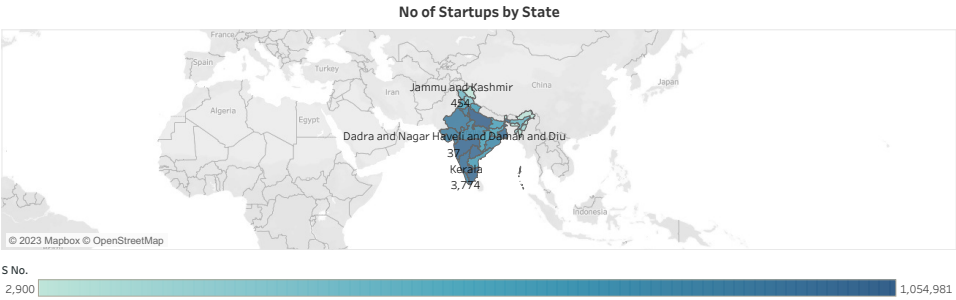 No of Startups by State
France
Spain
Turkey
China
Japan
Iran
Algeria
Egypt
Jammu and Kashmir
454
Dadra and Nagar Haveli and Daman and Diu
37
Kerala
3,774
Indonesia
© 2023 Mapbox © OpenStreetMap
S No.
2,900 1,054,981